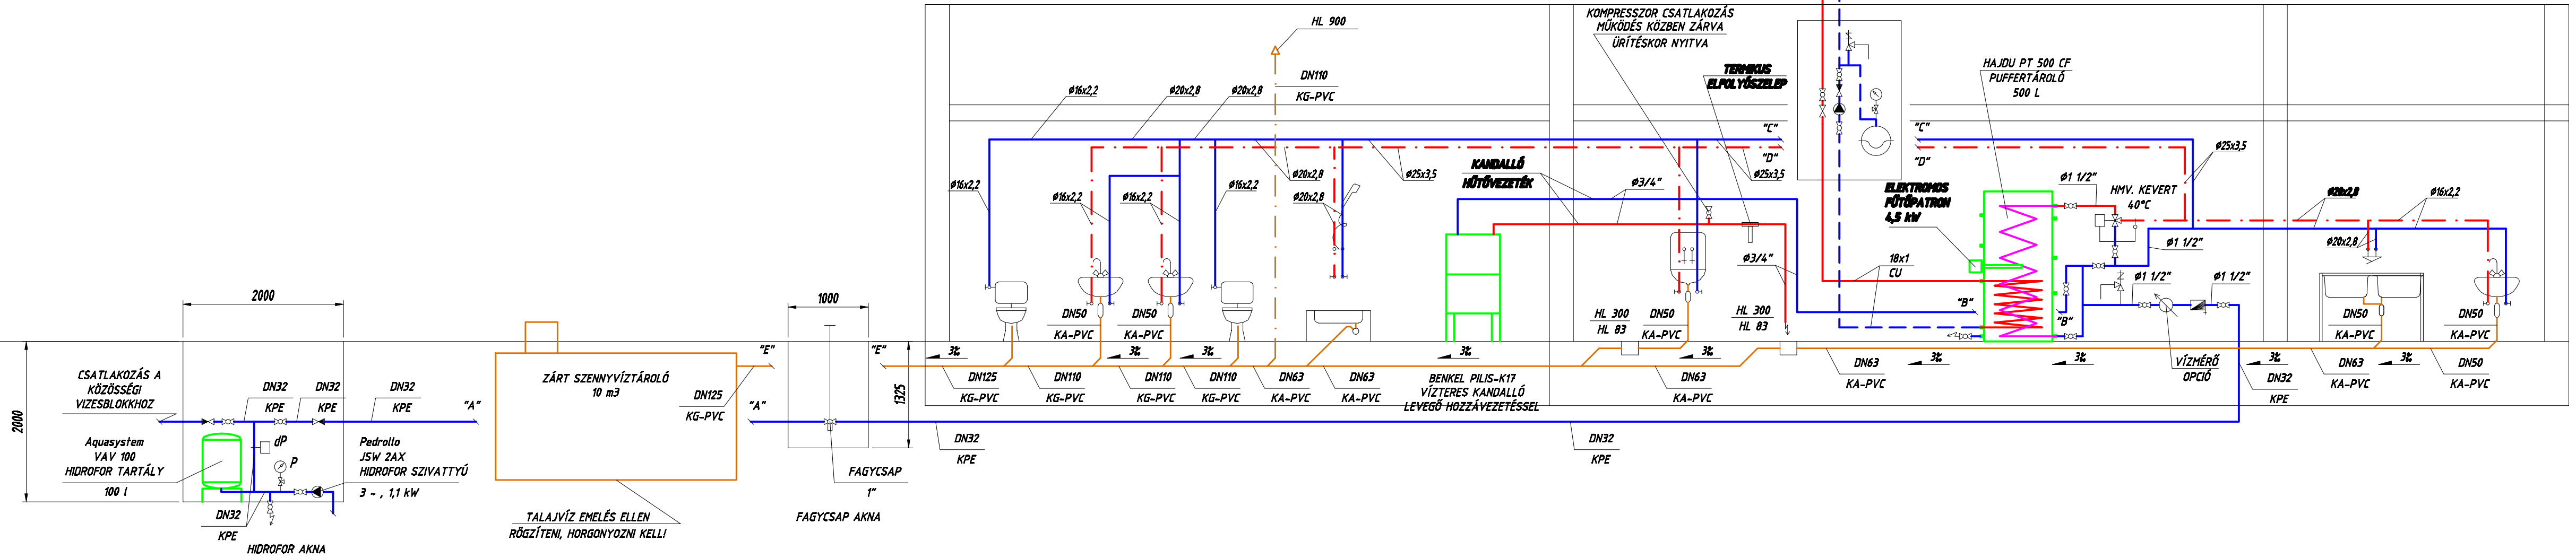 2000
2000
CSATLAKOZÁS A
KÖZÖSSÉGI
VIZESBLOKKHOZ
DN32
KPE
DN32
KPE
DN32
KPE
"A"
Aquasystem
VAV 100
HIDROFOR TARTÁLY
100 l
dP
P
Pedrollo
JSW 2AX
HIDROFOR SZIVATTYÚ
3 ~ , 1,1 kW
DN32
KPE
HIDROFOR AKNA
ZÁRT SZENNYVÍZTÁROLÓ
10 m3
TALAJVÍZ EMELÉS ELLEN
RÖGZÍTENI, HORGONYOZNI KELL!
"E"
DN125
KG-PVC
"A"
1000
"E"
1325
FAGYCSAP
1"
FAGYCSAP AKNA
HL 900
DN110
KG-PVC
Ø16x2,2
Ø20x2,8
Ø20x2,8
Ø16x2,2
Ø16x2,2
Ø16x2,2
Ø16x2,2
Ø20x2,8
Ø20x2,8
Ø25x3,5
DN50
KA-PVC
DN50
KA-PVC
3‰
3‰
3‰
3‰
DN125
KG-PVC
DN110
KG-PVC
DN110
KG-PVC
DN110
KG-PVC
DN63
KA-PVC
DN63
KA-PVC
DN32
KPE
KANDALLÓ
HŰTŐVEZETÉK
BENKEL PILIS-K17
VÍZTERES KANDALLÓ
LEVEGŐ HOZZÁVEZETÉSSEL
KOMPRESSZOR CSATLAKOZÁS
MŰKÖDÉS KÖZBEN ZÁRVA
ÜRÍTÉSKOR NYITVA
TERMIKUS
ELFOLYÓSZELEP
"C"
"D"
Ø25x3,5
Ø3/4"
Ø3/4"
HL 300
HL 83
DN50
KA-PVC
HL 300
HL 83
3‰
DN63
KA-PVC
DN32
KPE
18x1
CU
"C"
"D"
HAJDU PT 500 CF
PUFFERTÁROLÓ
500 L
ELEKTROMOS
FŰTŐPATRON
4,5 kW
"B"
"B"
Ø1 1/2"
HMV. KEVERT
40°C
Ø25x3,5
Ø1 1/2"
Ø1 1/2"
Ø1 1/2"
DN63
KA-PVC
3‰
3‰
VÍZMÉRŐ
OPCIÓ
3‰
DN32
KPE
Ø20x2,8
Ø16x2,2
Ø20x2,8
DN50
KA-PVC
DN50
KA-PVC
DN63
KA-PVC
3‰
DN50
KA-PVC